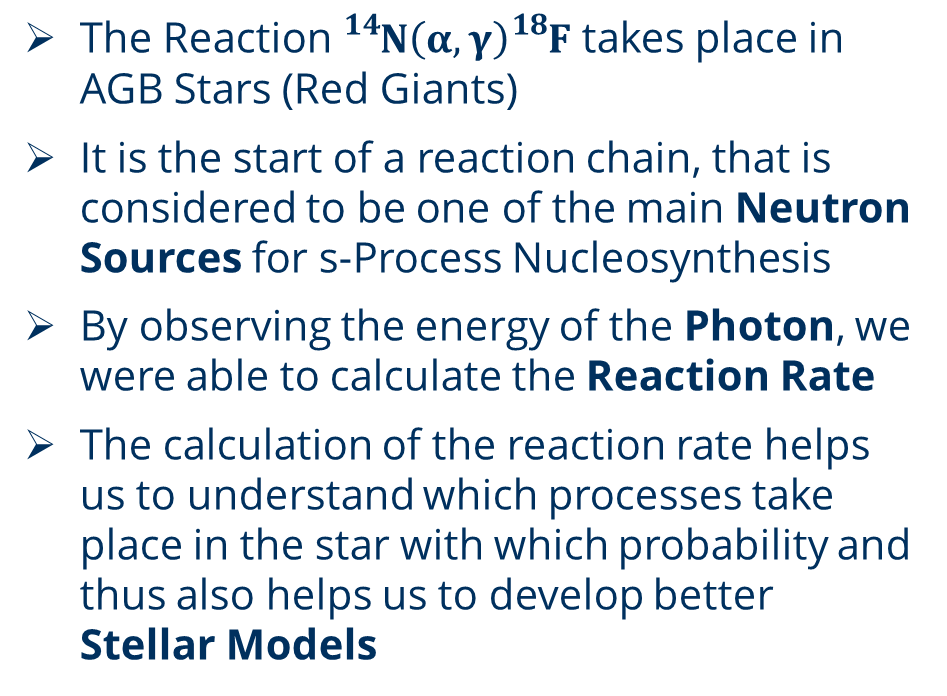 ➢ The Reaction ¹⁴N(α, γ)¹⁸F takes place in
AGB Stars (Red Giants)
➢ It is the start of a reaction chain, that is
considered to be one of the main Neutron
Sources for s-Process Nucleosynthesis
➢ By observing the energy of the Photon, we
were able to calculate the Reaction Rate
➢ The calculation of the reaction rate helps
us to understand which processes take
place in the star with which probability and
thus also helps us to develop better
Stellar Models